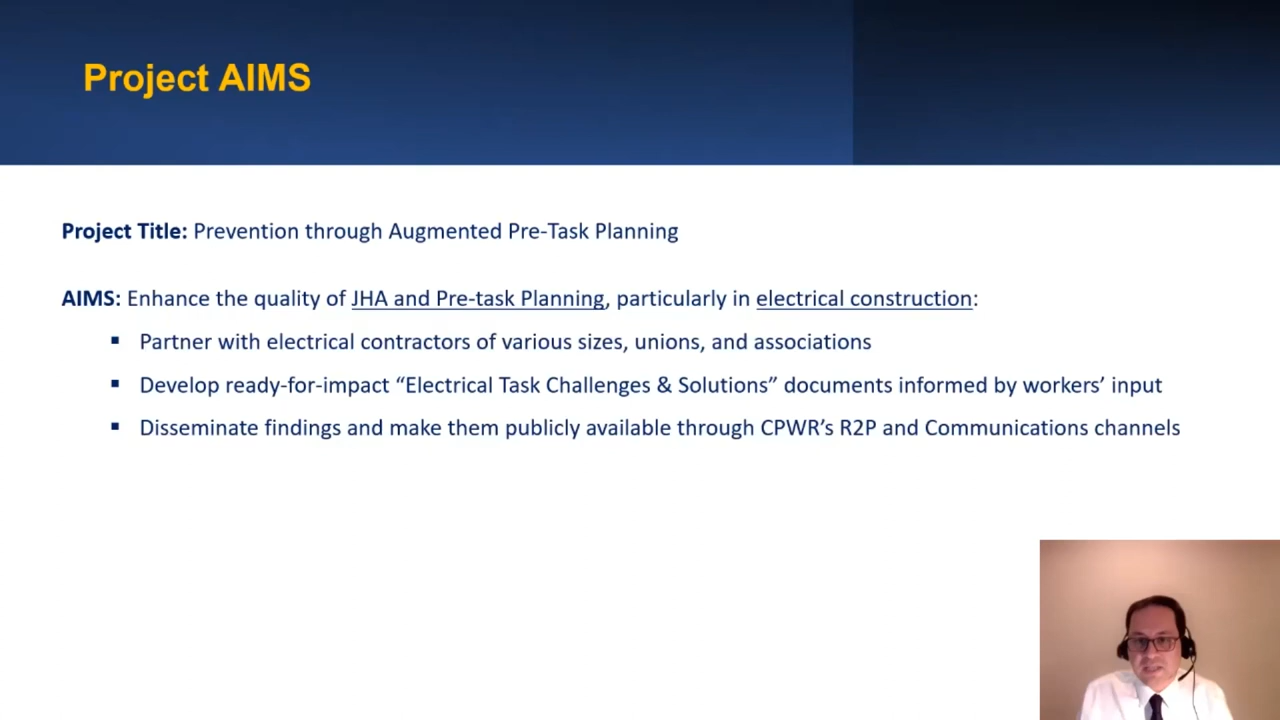 Project AIMS
Project Title: Prevention through Augmented Pre-Task Planning
AIMS: Enhance the quality of JHA and Pre-task Planning, particularly in electrical construction:
▪ Partner with electrical contractors of various sizes, unions, and associations
▪ Develop ready-for-impact “Electrical Task Challenges & Solutions” documents informed by workers’ input
▪ Disseminate findings and make them publicly available through CPWR’s R2P and Communications channels